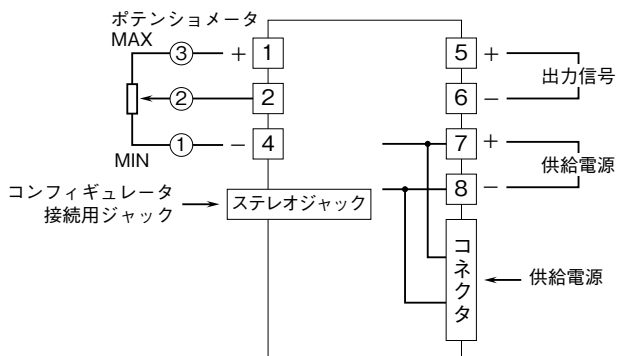 ポテンショメータ
MAX
③ + 1
② 2
① − 4
MIN
コンフィギュレータ
接続用ジャック
ステレオジャック
5 +
6 −
出力信号
7 +
8 −
供給電源
コネクタ
供給電源